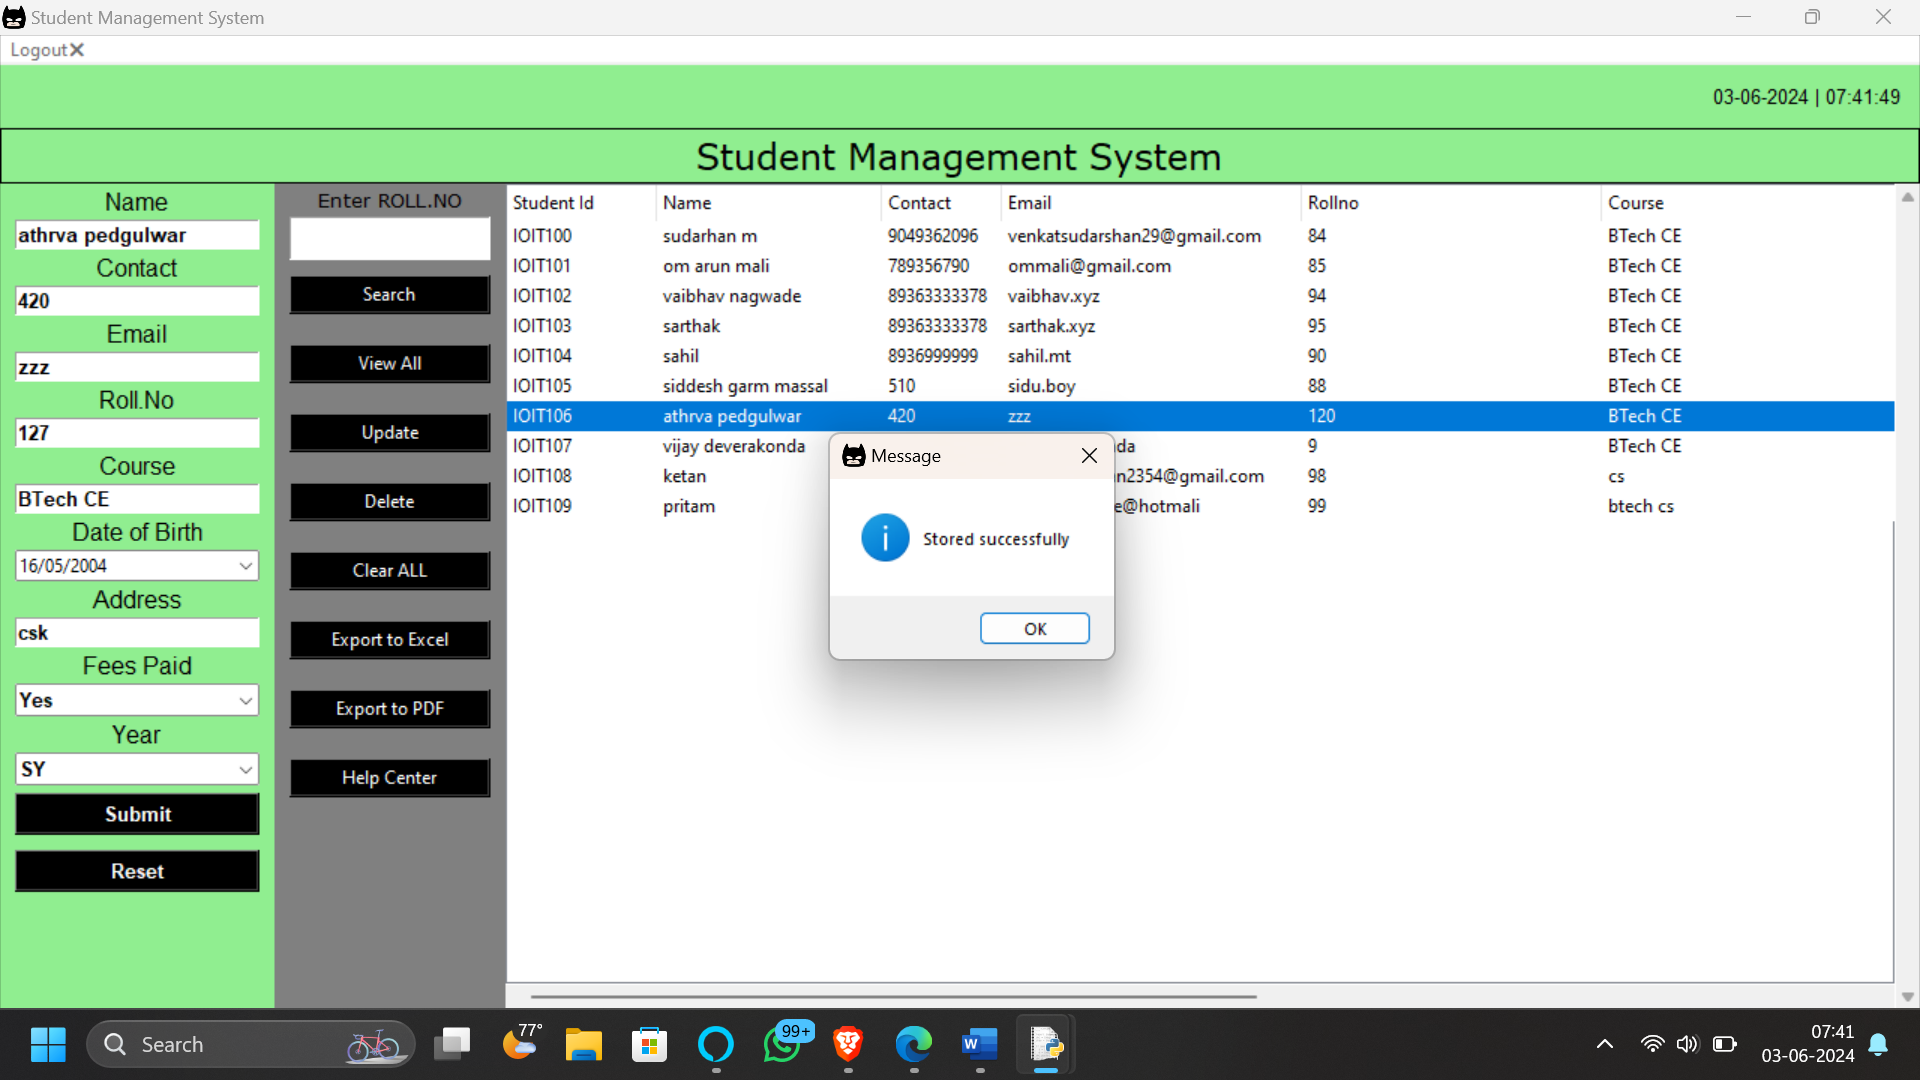 Student Management System
Logout✕
03-06-2024 | 07:41:49
Student Management System
Name
athrva pedgulwar
Contact
420
Email
zzz
Roll.No
127
Course
BTech CE
Date of Birth
16/05/2004
Address
csk
Fees Paid
Yes
Year
SY
Submit
Reset
Enter ROLL.NO
Search
View All
Update
Delete
Clear ALL
Export to Excel
Export to PDF
Help Center
Student Id Name Contact Email Rollno Course
IOIT100 sudarhan m 9049362096 venkatsudarshan29@gmail.com 84 BTech CE
IOIT101 om arun mali 789356790 ommali@gmail.com 85 BTech CE
IOIT102 vaibhav nagwade 89363333378 vaibhav.xyz 94 BTech CE
IOIT103 sarthak 89363333378 sarthak.xyz 95 BTech CE
IOIT104 sahil 8936999999 sahil.mt 90 BTech CE
IOIT105 siddesh garm massal 510 sidu.boy 88 BTech CE
IOIT106 athrva pedgulwar 420 zzz 120 BTech CE
IOIT107 vijay deverakonda da 9 BTech CE
IOIT108 ketan n2354@gmail.com 98 cs
IOIT109 pritam e@hotmali 99 btech cs
Message
Stored successfully
OK
Search
77°
99+
W
07:41
03-06-2024